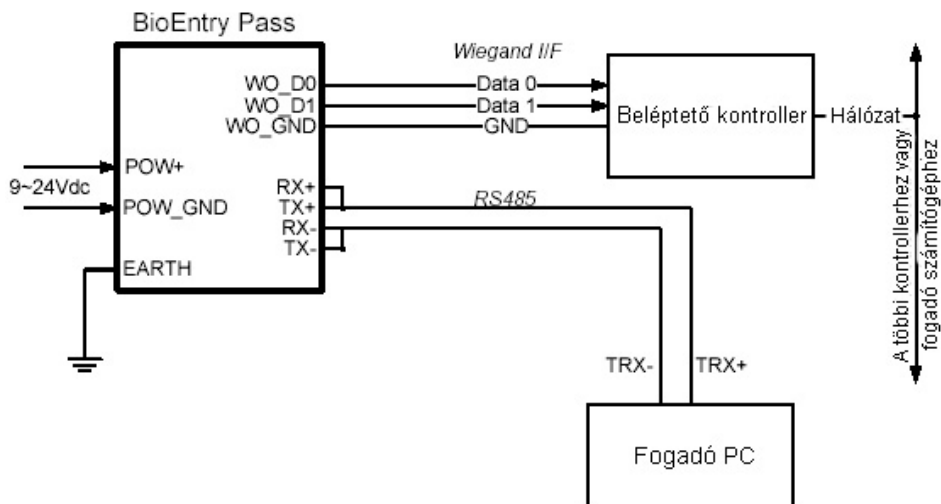 BioEntry Pass
Wiegand I/F
WO_D0
Data 0
WO_D1
Data 1
WO_GND
GND
Beléptető kontroller
Hálózat
POW+
9~24Vdc
POW_GND
RX+
TX+
RS485
RX-
TX-
EARTH
A többi kontrollerhez vagy
fogadó számítógéphez
TRX-
TRX+
Fogadó PC